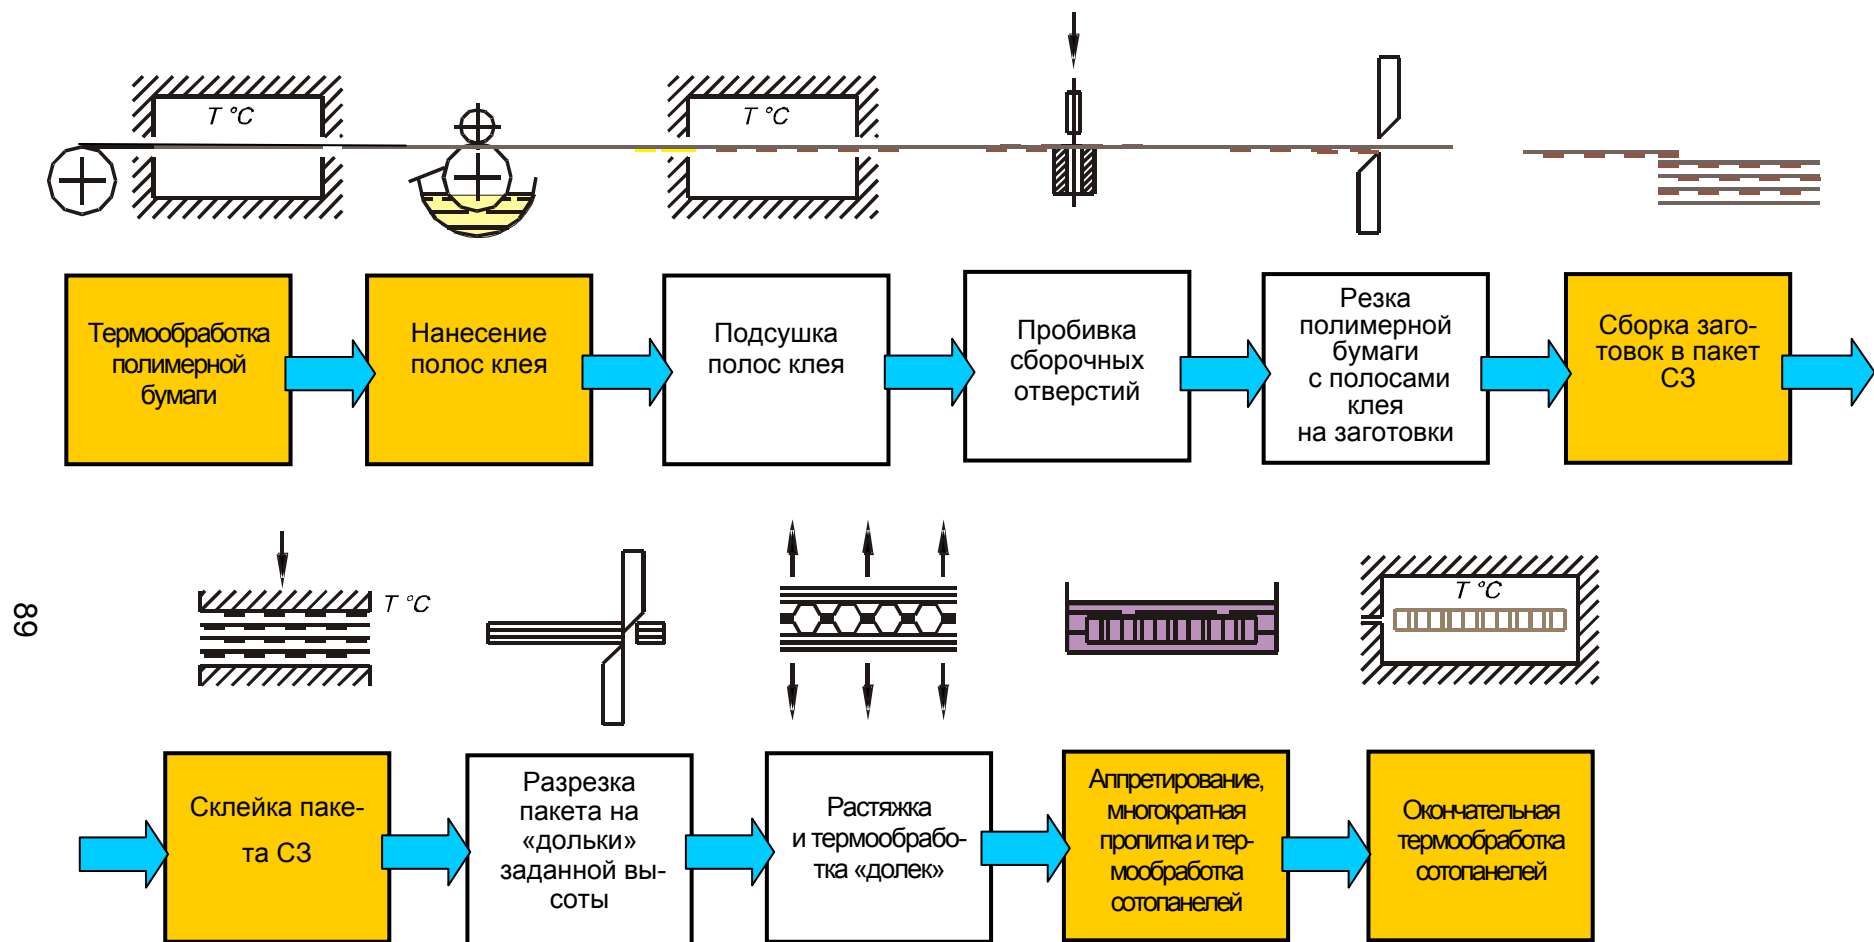 T °C
T °C
Термообработка
полимерной
бумаги
Нанесение
полос клея
Подсушка
полос клея
Пробивка
сборочных
отверстий
Резка
полимерной
бумаги
с полосами
клея
на заготовки
Сборка заго-
товок в пакет
СЗ
T °C
T °C
89
Склейка паке-
та СЗ
Разрезка
пакета на
«дольки»
заданной вы-
соты
Растяжка
и термообрабо-
тка «долек»
Аппретирование,
многократная
пропитка и тер-
мообработка
сотопанелей
Окончательная
термообработка
сотопанелей